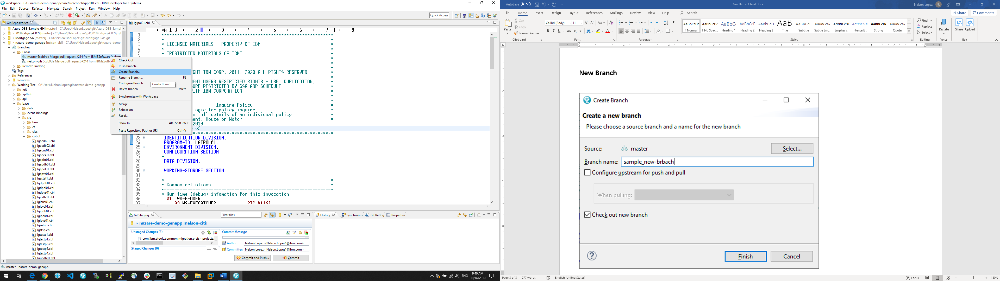 workspace - Git - nazare-demo-genapp/base/src/cobol/lgipol01.cbl - IBM Developer for z Systems
File Edit Source Refactor Navigate Search Project Run Window Help
Quick Access
Git Repositories
Azure-DBB-Sample_GH [master] - C:\Users\NelsonLopez\git\Azure-DBB-Sampl
> J01MortgageCICS [master] - C:\Users\NelsonLopez\git\J01MortgageCICS\.git
> Mortgage-SA [master] - C:\Users\NelsonLopez\git\Mortgage-SA\.git
> nazare-demo-genapp [nelson-citi] - C:\Users\NelsonLopez\git\nazare-demo-
Branches
Local
master 6ccb9de Merge pull request #214 from IBMZSoftware/nelson
nelson-citi 6ccb9de Merge pull request #214 from IBMZSoftw
Remote Tracking
Tags
References
Remotes
Working Tree - C:\Users\NelsonLopez\git\nazare-demo-genapp
.git
.github
api
base
data
event-bindings
src
bms
cf
cics
cobol
lgacdb01.cbl
lgacdb02.cbl
lgacus01.cbl
lgacvs01.cbl
lgapbr01.cbl
lgapdb01.cbl
lgapol01.cbl
lgapvs01.cbl
lgastat1.cbl
lgdpdb01.cbl
lgdpol01.cbl
lgdpvs01.cbl
lgicdb01.cbl
lgicus01.cbl
lgicvs01.cbl
lgipdb01.cbl
lgipol01.cbl
lgipvs01.cbl
lgsetup.cbl
lgstsq.cbl
lgtestc1.cbl
lgtestp1.cbl
lgtestp2.cbl
lgtestp3.cbl
lgtestp4.cbl
lgucdb01.cbl
master - nazare-demo-genapp
Check Out
Push Branch...
Create Branch...
Rename Branch... F2
Configure Branch...
Create Branch...
Delete Branch Delete
Synchronize with Workspace
Merge
Rebase on
Reset...
Show In Alt+Shift+W >
Paste Repository Path or URI Ctrl+V
lgipol01.cbl
----+-*A-1-B--+----2----+----3----+----4----+----5----+----6----+----7--|-+----8
1 ****************************************************************
2 * *
3 * LICENSED MATERIALS - PROPERTY OF IBM *
4 * *
5 * "RESTRICTED MATERIALS OF IBM" *
IGHT IBM CORP. 2011, 2020 ALL RIGHTS RESERVED *
MENT USERS RESTRICTED RIGHTS - USE, DUPLICATION, *
SURE RESTRICTED BY GSA ADP SCHEDULE *
WITH IBM CORPORATION *
Inquire Policy *
logic for policy inquire *
n full details of an individual policy: *
ment, House or Motor *
/2019
y v3
****************************************************************
23 IDENTIFICATION DIVISION.
24 PROGRAM-ID. LGIPOL01.
25 ENVIRONMENT DIVISION.
26 CONFIGURATION SECTION.
27 *
28 DATA DIVISION.
29
30 WORKING-STORAGE SECTION.
31
32 *----------------------------------------------------------------*
33 * Common defintions *
34 *----------------------------------------------------------------*
35 * Run time (debug) infomation for this invocation
36 01 WS-HEADER.
37 03 WS-EYECATCHER PIC X(16)
Git Staging
Filter files
> nazare-demo-genapp [nelson-citi]
Unstaged Changes (3)
com.ibm.etools.common.migration.prefs - projects.
Staged Changes (0)
Commit Message
Author: Nelson Lopez <Nelson.Lopez1@ibm.com>
Committer: Nelson Lopez <Nelson.Lopez1@ibm.com>
Commit and Push... Commit
History Synchronize Git Reflog Properties
ENG
9:40 AM
10/16/2019
AutoSave Off
Naz Demo Cheat.docx
Nelson Lopez NL
File Home Insert Design Layout References Mailings Review View Help Search
Share Comments
Paste
Cut
Copy
Format Painter
Clipboard
Calibri (Body) 11
Font
Paragraph
AaBbCcDc AaBbCcDc AaBbCc AaBbCcD AaBbCcD AaB AaBbCcD AaBbCcDc AaBbCcDc AaBbCcDc AaBbCcDc AaBbCcDc
¶ Normal ¶ No Spac... Heading 1 Heading 2 Heading 3 Title Subtitle Subtle Em... Emphasis Intense E... Strong Quote
Styles
Find
Replace
Select
Editing
Dictate
Voice
Share Upload
Box
New Branch
Create Branch
Create a new branch
Please choose a source branch and a name for the new branch
Source: master Select...
Branch name: sample_new-brbach
Configure upstream for push and pull
When pulling:
Check out new branch
Finish Cancel
Page 3 of 3 277 words English (United States)
Focus
180%